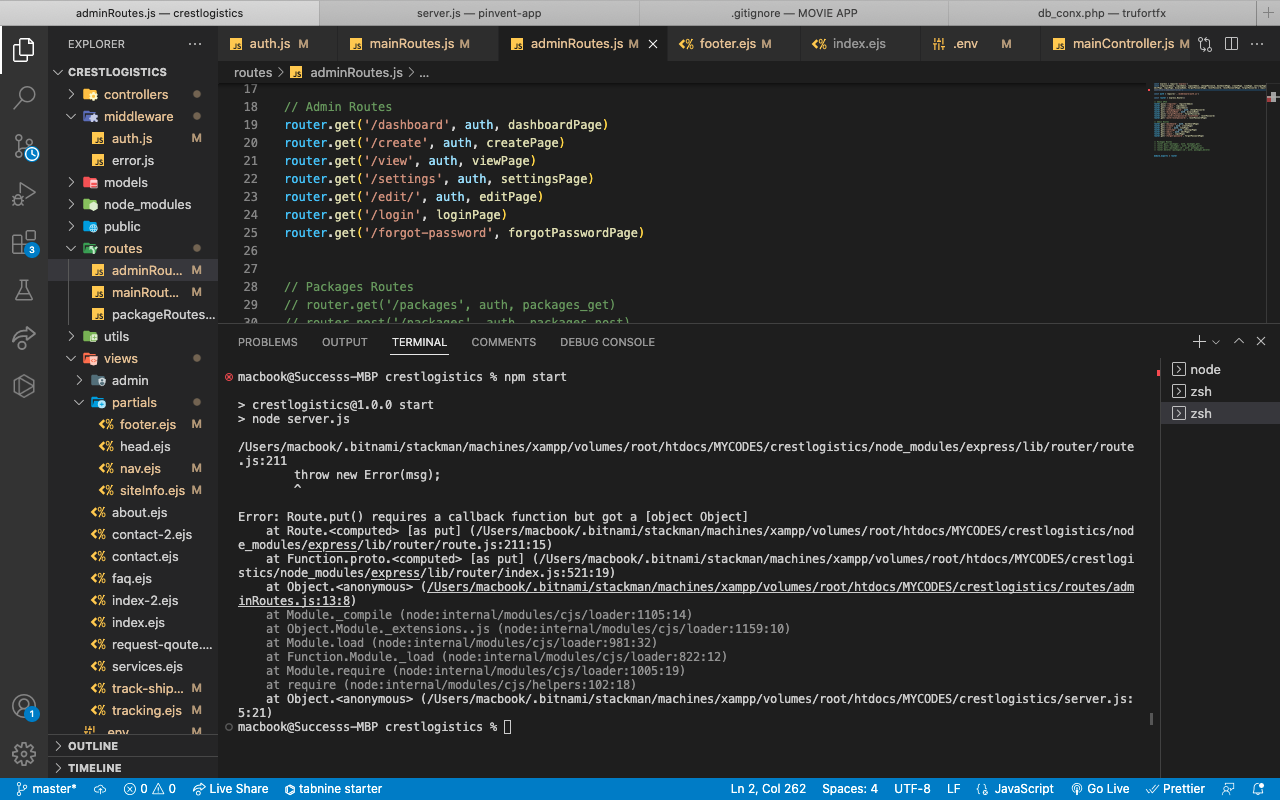 adminRoutes.js — crestlogistics
server.js — pinvent-app
.gitignore — MOVIE APP
db_conx.php — trufortfx
EXPLORER
auth.js M
mainRoutes.js M
adminRoutes.js M
footer.ejs M
index.ejs
.env M
mainController.js M
routes > adminRoutes.js > ...
CRESTLOGISTICS
controllers
middleware
auth.js M
error.js
models
node_modules
public
routes
adminRou... M
mainRout... M
packageRoutes...
utils
views
admin
partials
footer.ejs M
head.ejs
nav.ejs M
siteInfo.ejs M
about.ejs
contact-2.ejs
contact.ejs
faq.ejs
index-2.ejs
index.ejs
request-qoute....
services.ejs
track-ship... M
tracking.ejs M
.env M
OUTLINE
TIMELINE
3
1
17
18 // Admin Routes
19 router.get('/dashboard', auth, dashboardPage)
20 router.get('/create', auth, createPage)
21 router.get('/view', auth, viewPage)
22 router.get('/settings', auth, settingsPage)
23 router.get('/edit/', auth, editPage)
24 router.get('/login', loginPage)
25 router.get('/forgot-password', forgotPasswordPage)
26
27
28 // Packages Routes
29 // router.get('/packages', auth, packages_get)
30 // router.post('/packages', auth, packages_post)
PROBLEMS OUTPUT TERMINAL COMMENTS DEBUG CONSOLE
node
zsh
zsh
macbook@Successs-MBP crestlogistics % npm start
> crestlogistics@1.0.0 start
> node server.js
/Users/macbook/.bitnami/stackman/machines/xampp/volumes/root/htdocs/MYCODES/crestlogistics/node_modules/express/lib/router/route
.js:211
throw new Error(msg);
^
Error: Route.put() requires a callback function but got a [object Object]
at Route.<computed> [as put] (/Users/macbook/.bitnami/stackman/machines/xampp/volumes/root/htdocs/MYCODES/crestlogistics/nod
e_modules/express/lib/router/route.js:211:15)
at Function.proto.<computed> [as put] (/Users/macbook/.bitnami/stackman/machines/xampp/volumes/root/htdocs/MYCODES/crestlogi
stics/node_modules/express/lib/router/index.js:521:19)
at Object.<anonymous> (/Users/macbook/.bitnami/stackman/machines/xampp/volumes/root/htdocs/MYCODES/crestlogistics/routes/ad
minRoutes.js:13:8)
at Module._compile (node:internal/modules/cjs/loader:1105:14)
at Object.Module._extensions..js (node:internal/modules/cjs/loader:1159:10)
at Module.load (node:internal/modules/cjs/loader:981:32)
at Function.Module._load (node:internal/modules/cjs/loader:822:12)
at Module.require (node:internal/modules/cjs/loader:1005:19)
at require (node:internal/modules/cjs/helpers:102:18)
at Object.<anonymous> (/Users/macbook/.bitnami/stackman/machines/xampp/volumes/root/htdocs/MYCODES/crestlogistics/server.js:
5:21)
macbook@Successs-MBP crestlogistics %
master* 0 0 Live Share tabnine starter Ln 2, Col 262 Spaces: 4 UTF-8 LF {} JavaScript Go Live Prettier